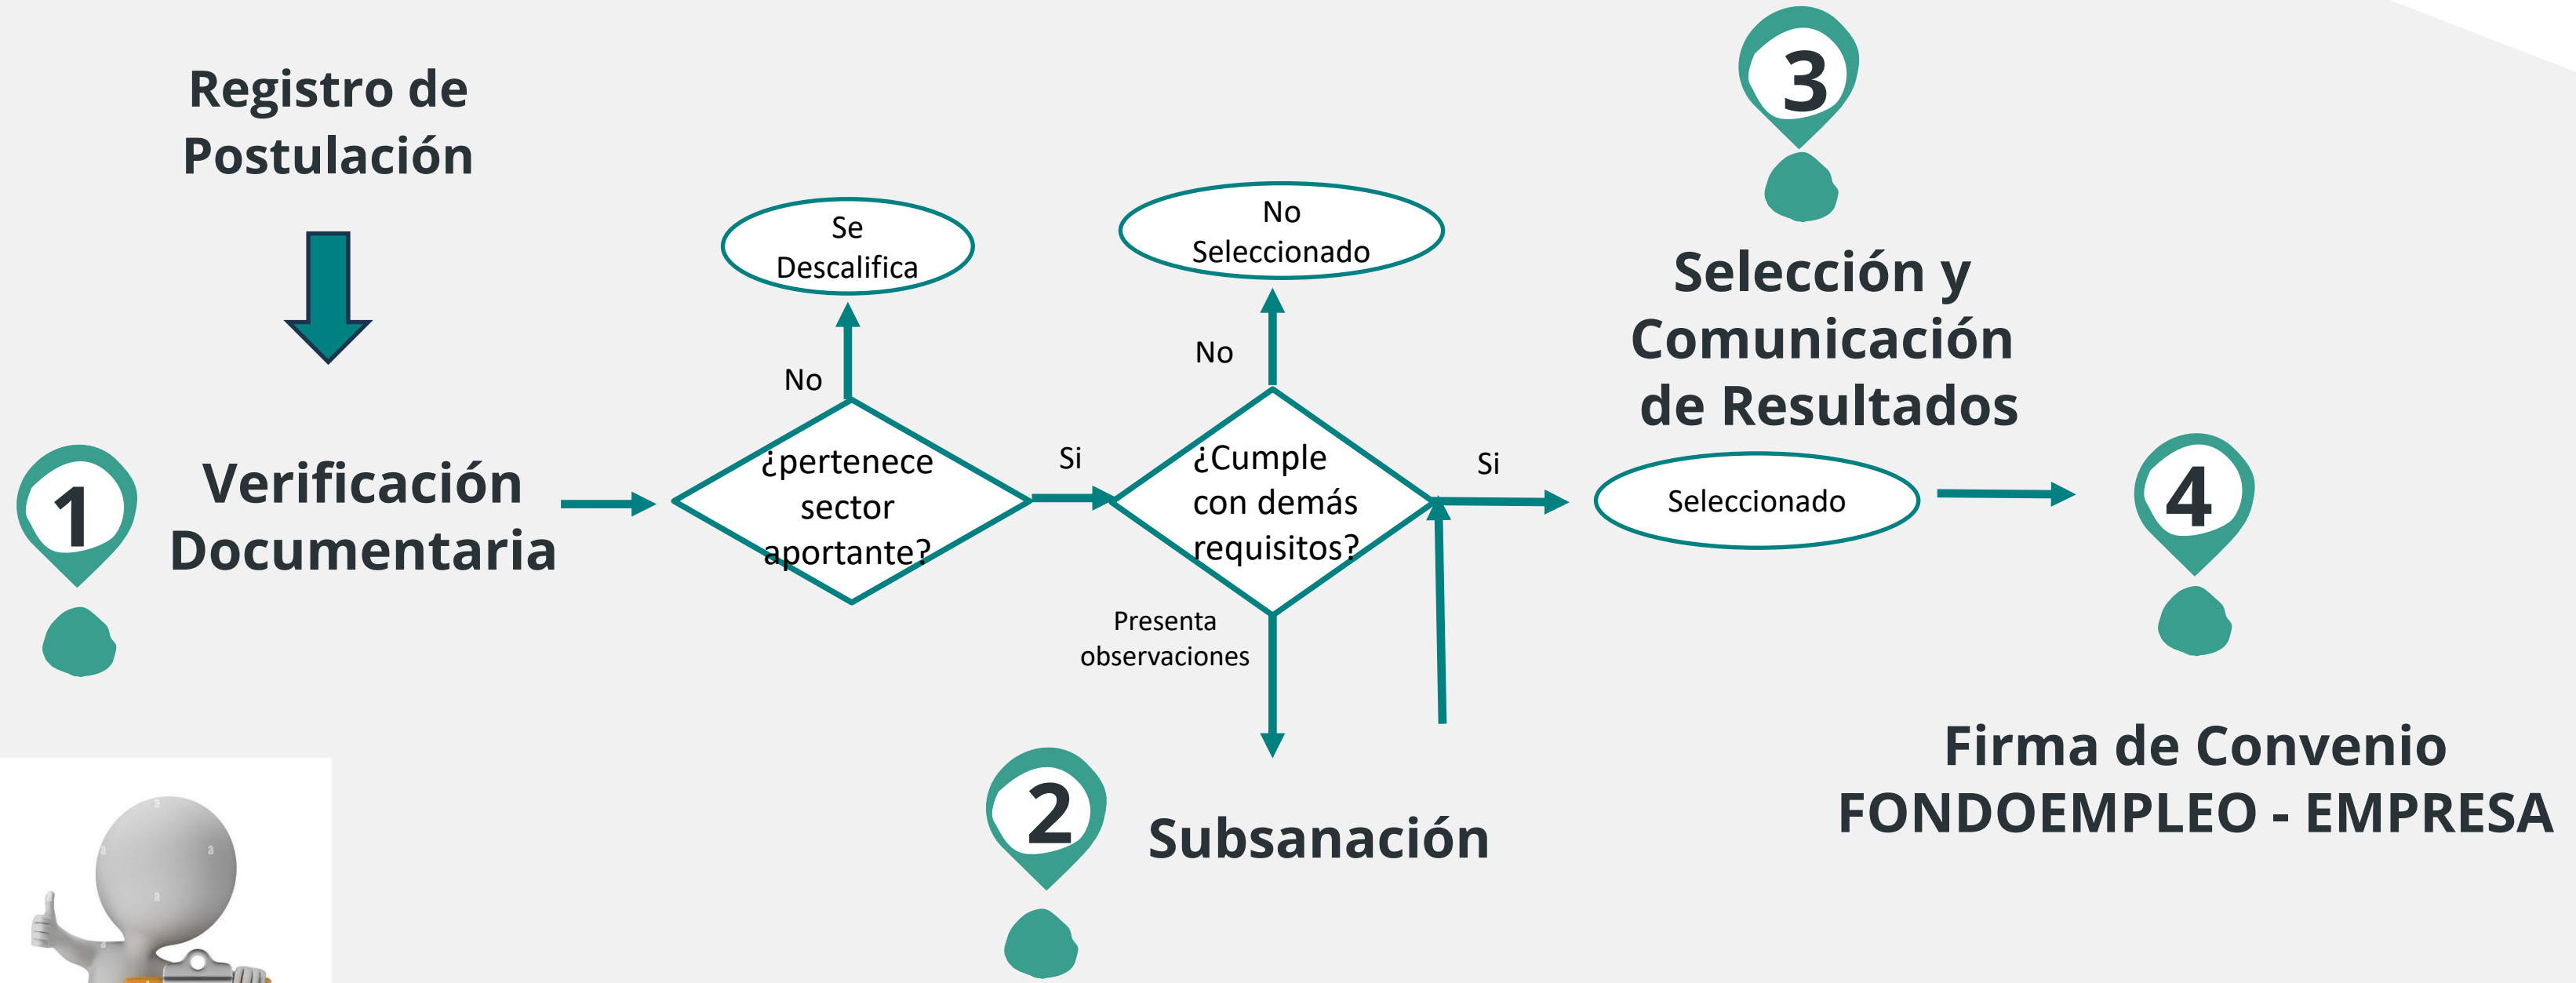 Registro de
Postulación
1
Verificación
Documentaria
Se
Descalifica
No
¿pertenece
sector
aportante?
Si
No
Seleccionado
No
¿Cumple
con demás
requisitos?
Presenta
observaciones
2
Subsanación
Si
3
Selección y
Comunicación
de Resultados
Seleccionado
4
Firma de Convenio
FONDOEMPLEO - EMPRESA
a
a
a
a
a